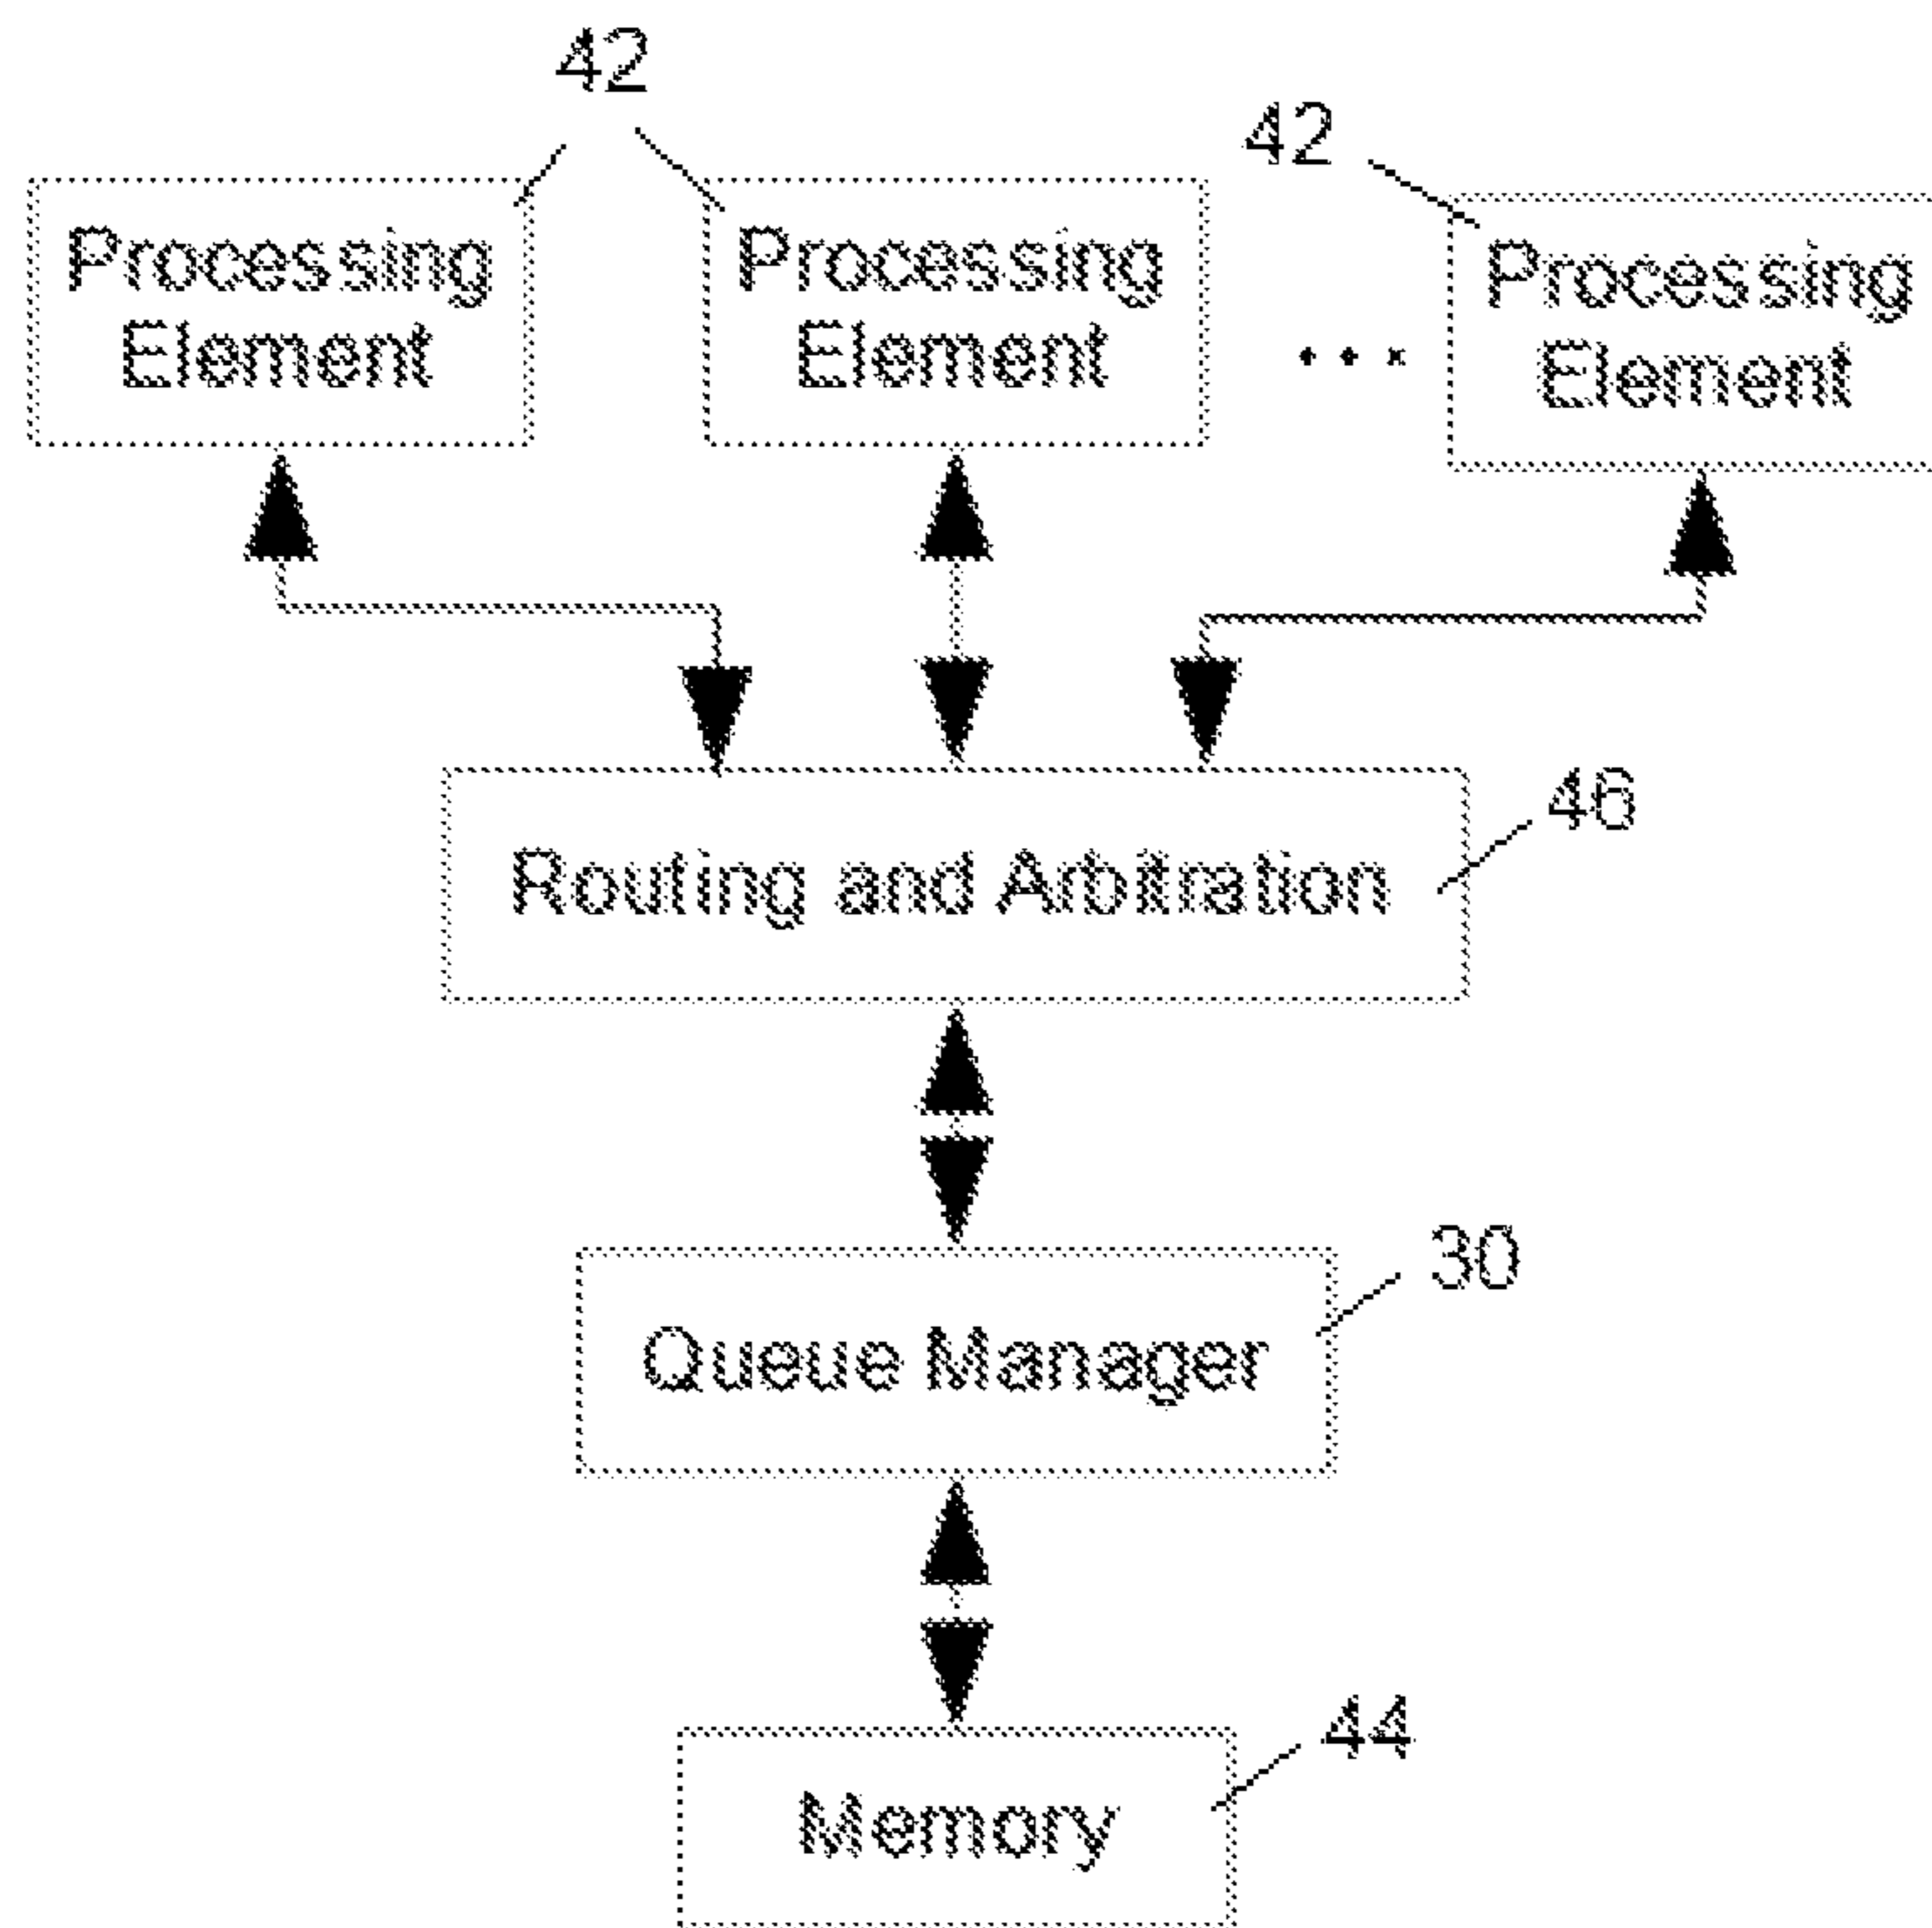 42
42
Processing
Element
Processing
Element
...
Processing
Element
Routing and Arbitration
46
Queue Manager
30
Memory
44